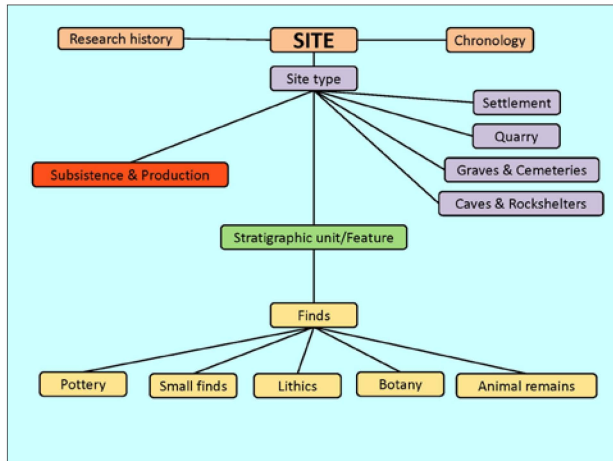 SITE
Research history
Chronology
Site type
Settlement
Quarry
Graves & Cemeteries
Caves & Rockshelters
Subsistence & Production
Stratigraphic unit/Feature
Finds
Pottery
Small finds
Lithics
Botany
Animal remains